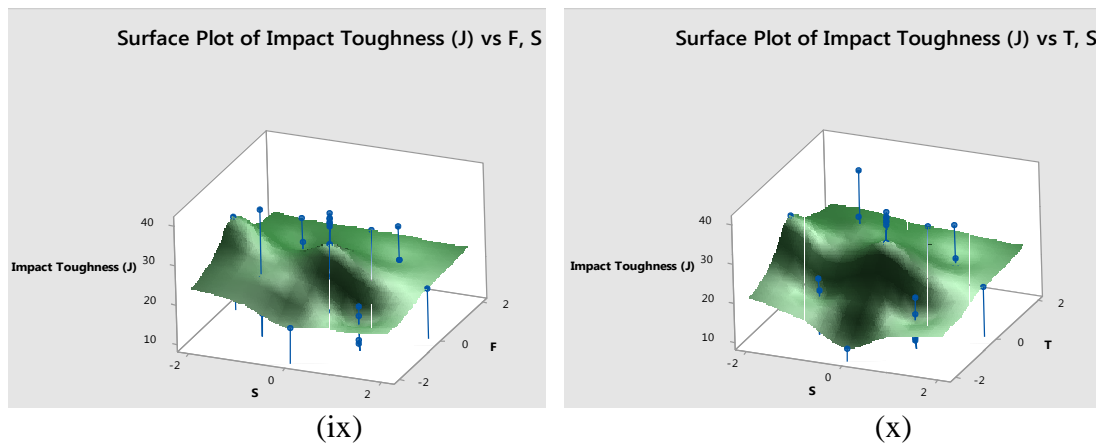 Surface Plot of Impact Toughness (J) vs F, S
40
30
20
10
Impact Toughness (J)
-2
0
2
S
-2
0
2
F
(ix)
Surface Plot of Impact Toughness (J) vs T, S
40
30
20
10
Impact Toughness (J)
-2
0
2
S
-2
0
2
T
(x)